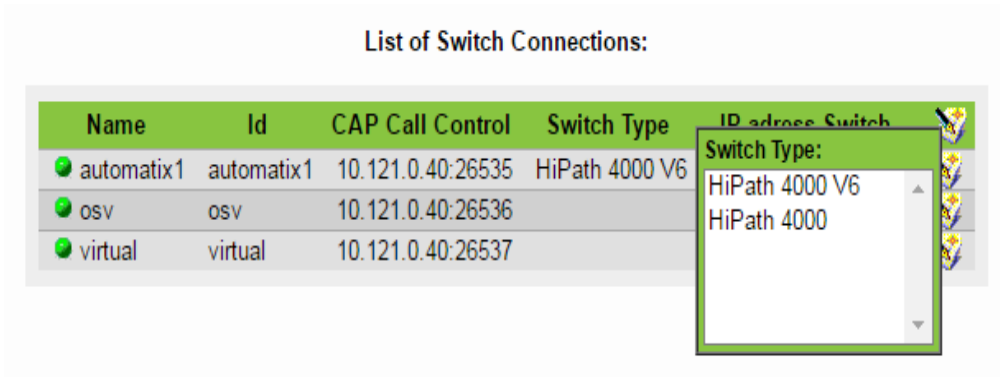 List of Switch Connections:
Name Id CAP Call Control Switch Type IP adress Switch
automatix1 automatix1 10.121.0.40:26535 HiPath 4000 V6
osv osv 10.121.0.40:26536
virtual virtual 10.121.0.40:26537
Switch Type:
HiPath 4000 V6
HiPath 4000